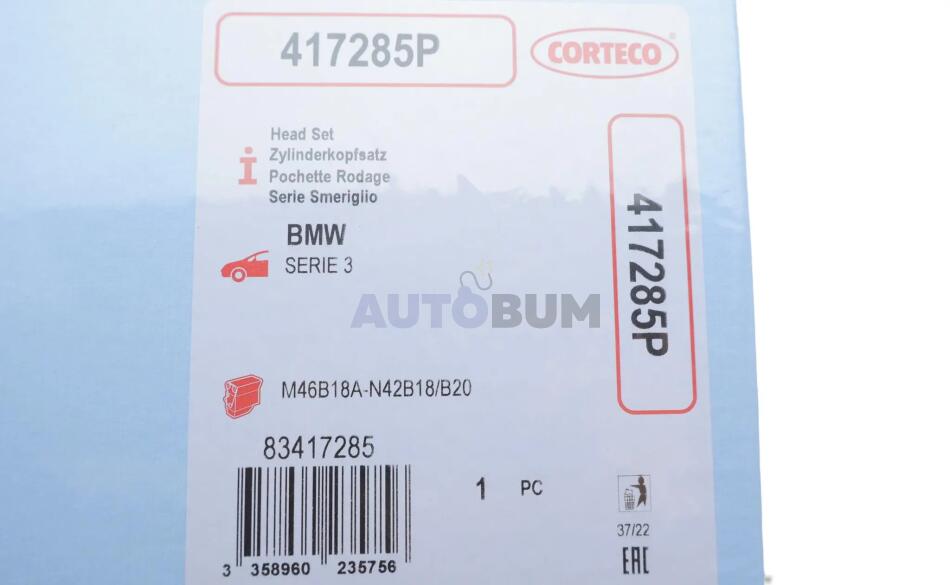 417285P
CORTECO
Head Set
Zylinderkopfsatz
Pochette Rodage
Serie Smeriglio
BMW
SERIE 3
417285P
AUTOBUM
M46B18A-N42B18/B20
83417285
1 PC
37/22
EAC
3 358960 235756